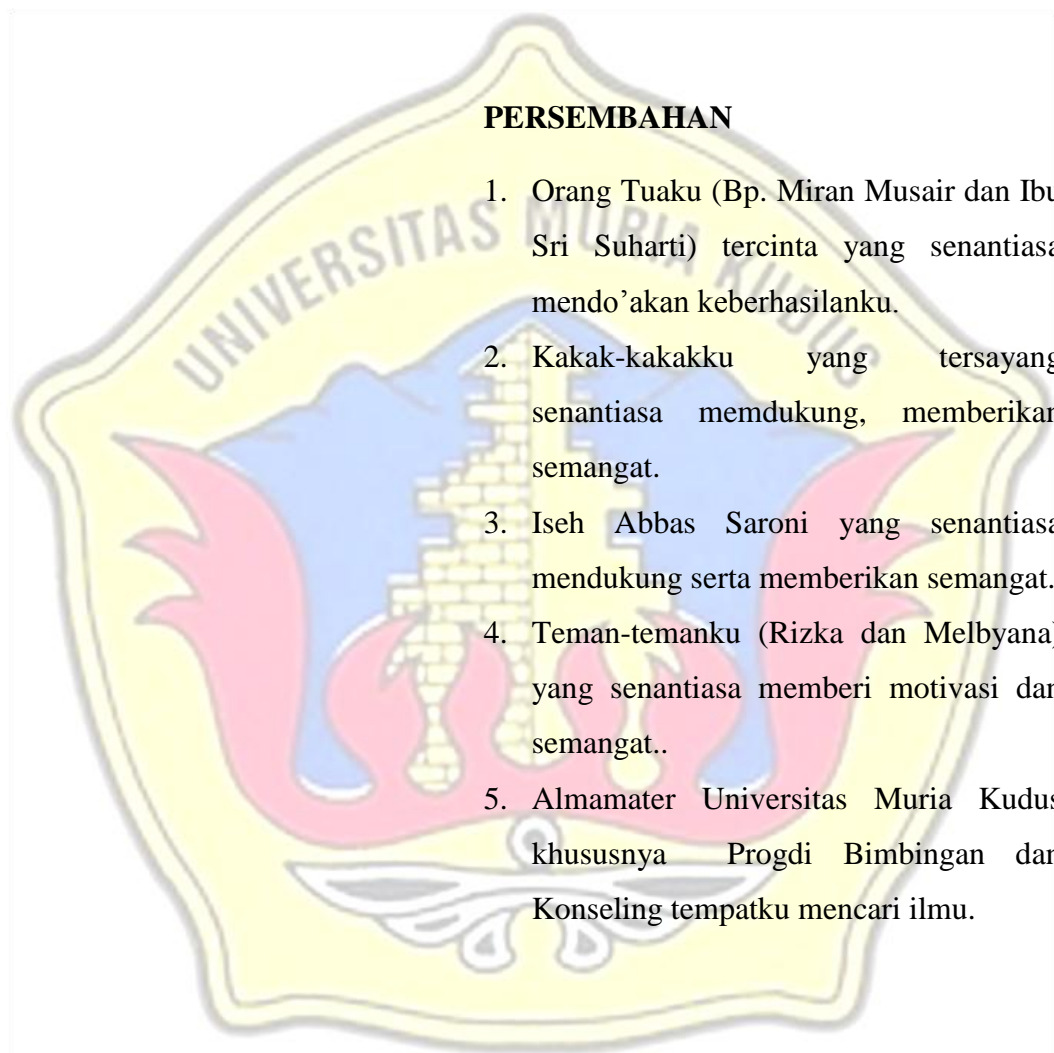 UNIVERSITAS MURIA KUDUS
PERSEMBAHAN
1. Orang Tuaku (Bp. Miran Musair dan Ibu
Sri Suharti) tercinta yang senantiasa
mendo’akan keberhasilanku.
2. Kakak-kakakku yang tersayang
senantiasa memdukung, memberikan
semangat.
3. Iseh Abbas Saroni yang senantiasa
mendukung serta memberikan semangat.
4. Teman-temanku (Rizka dan Melbyana)
yang senantiasa memberi motivasi dan
semangat..
5. Almamater Universitas Muria Kudus
khususnya Progdi Bimbingan dan
Konseling tempatku mencari ilmu.